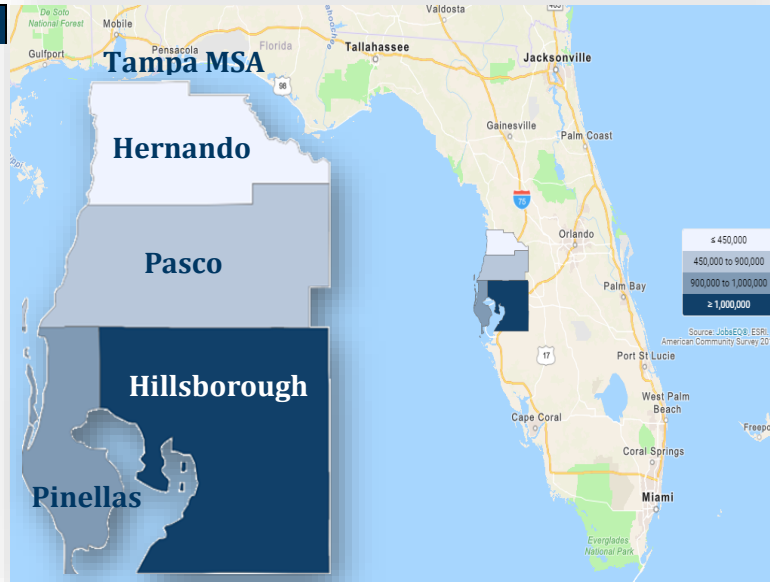 De Soto
National Forest
Mobile
Gulfport
Pensacola
Florida
98
Tallahassee
Valdosta
Jacksonville
Gainesville
Palm Coast
75
Orlando
Palm Bay
17
Port St Lucie
West Palm
Beach
Cape Coral
Freepo
Coral Springs
Miami
Everglades
National Park
Tampa MSA
Hernando
Pasco
Hillsborough
Pinellas
≤ 450,000
450,000 to 900,000
900,000 to 1,000,000
≥ 1,000,000
Source: JobsEQ®, ESRI,
American Community Survey 20